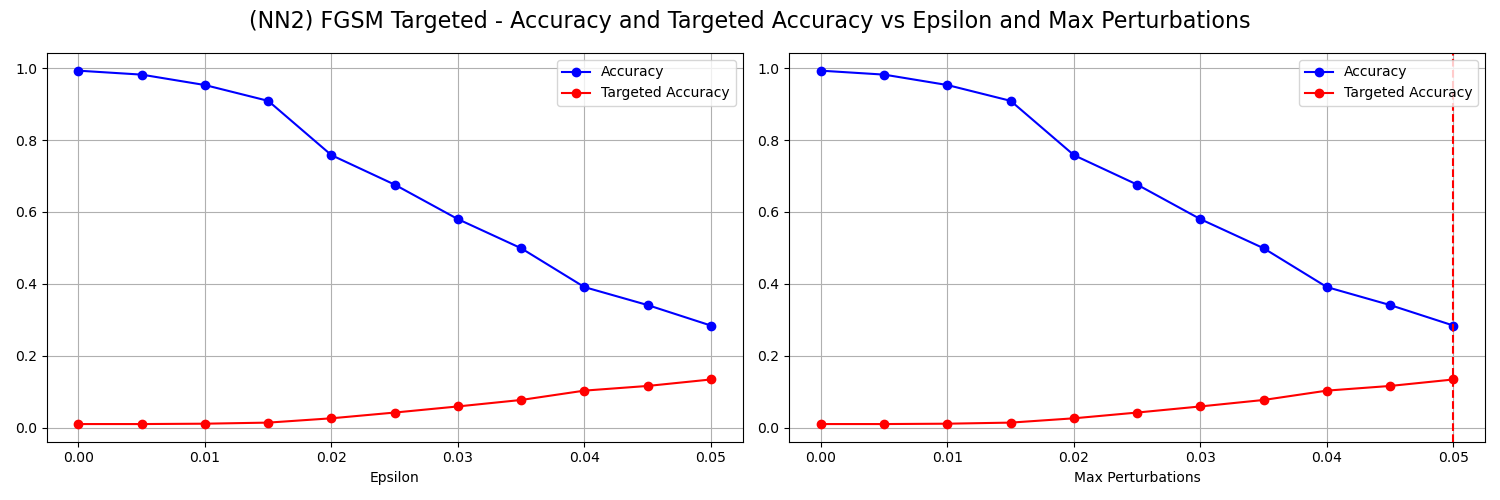 (NN2) FGSM Targeted - Accuracy and Targeted Accuracy vs Epsilon and Max Perturbations
1.0
0.8
0.6
0.4
0.2
0.0
0.00 0.01 0.02 0.03 0.04 0.05
Epsilon
Accuracy
Targeted Accuracy
1.0
0.8
0.6
0.4
0.2
0.0
0.00 0.01 0.02 0.03 0.04 0.05
Max Perturbations
Accuracy
Targeted Accuracy